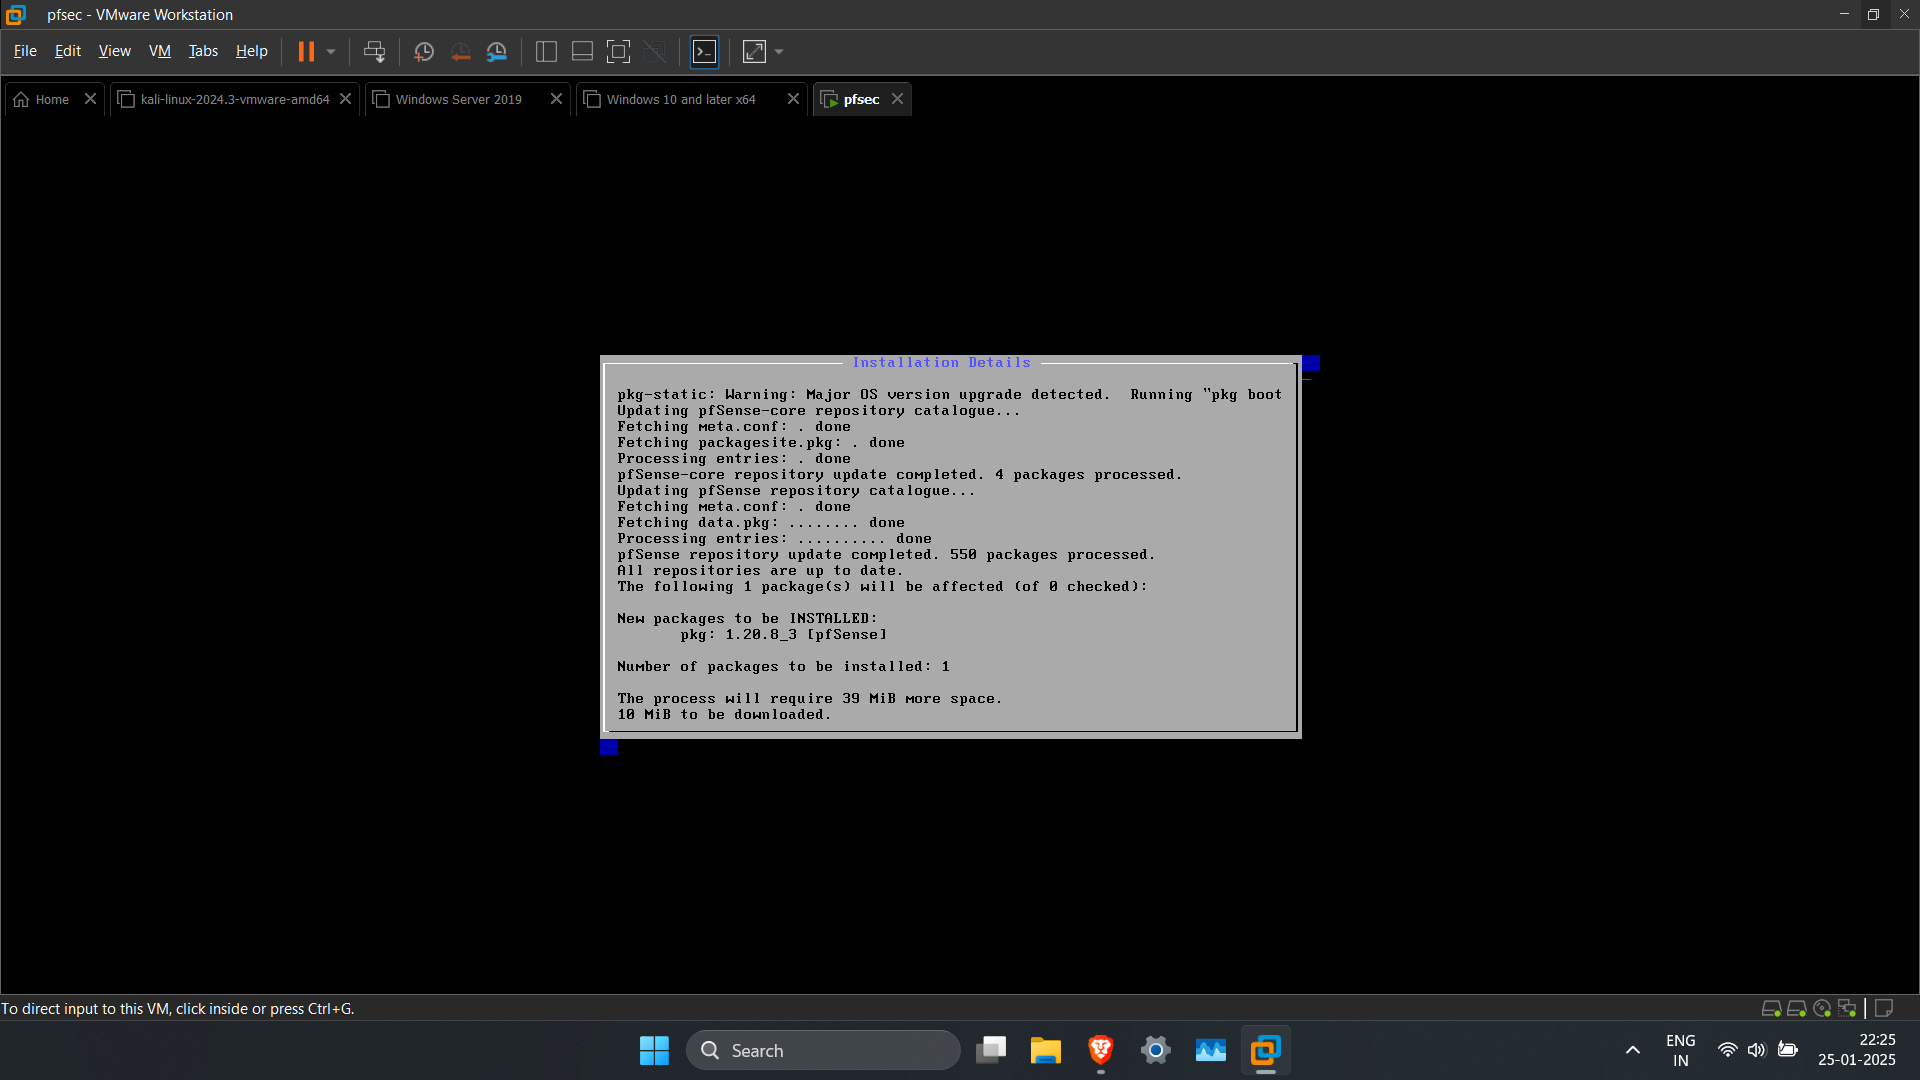 pfsec - VMware Workstation
File Edit View VM Tabs Help
Home kali-linux-2024.3-vmware-amd64 Windows Server 2019 Windows 10 and later x64 pfsec
Installation Details
pkg-static: Warning: Major OS version upgrade detected.  Running "pkg boot
Updating pfSense-core repository catalogue...
Fetching meta.conf: . done
Fetching packagesite.pkg: . done
Processing entries: . done
pfSense-core repository update completed. 4 packages processed.
Updating pfSense repository catalogue...
Fetching meta.conf: . done
Fetching data.pkg: ........ done
Processing entries: .......... done
pfSense repository update completed. 550 packages processed.
All repositories are up to date.
The following 1 package(s) will be affected (of 0 checked):
New packages to be INSTALLED:
pkg: 1.20.8_3 [pfSense]
Number of packages to be installed: 1
The process will require 39 MiB more space.
10 MiB to be downloaded.
To direct input to this VM, click inside or press Ctrl+G.
Search
ENG
IN
22:25
25-01-2025